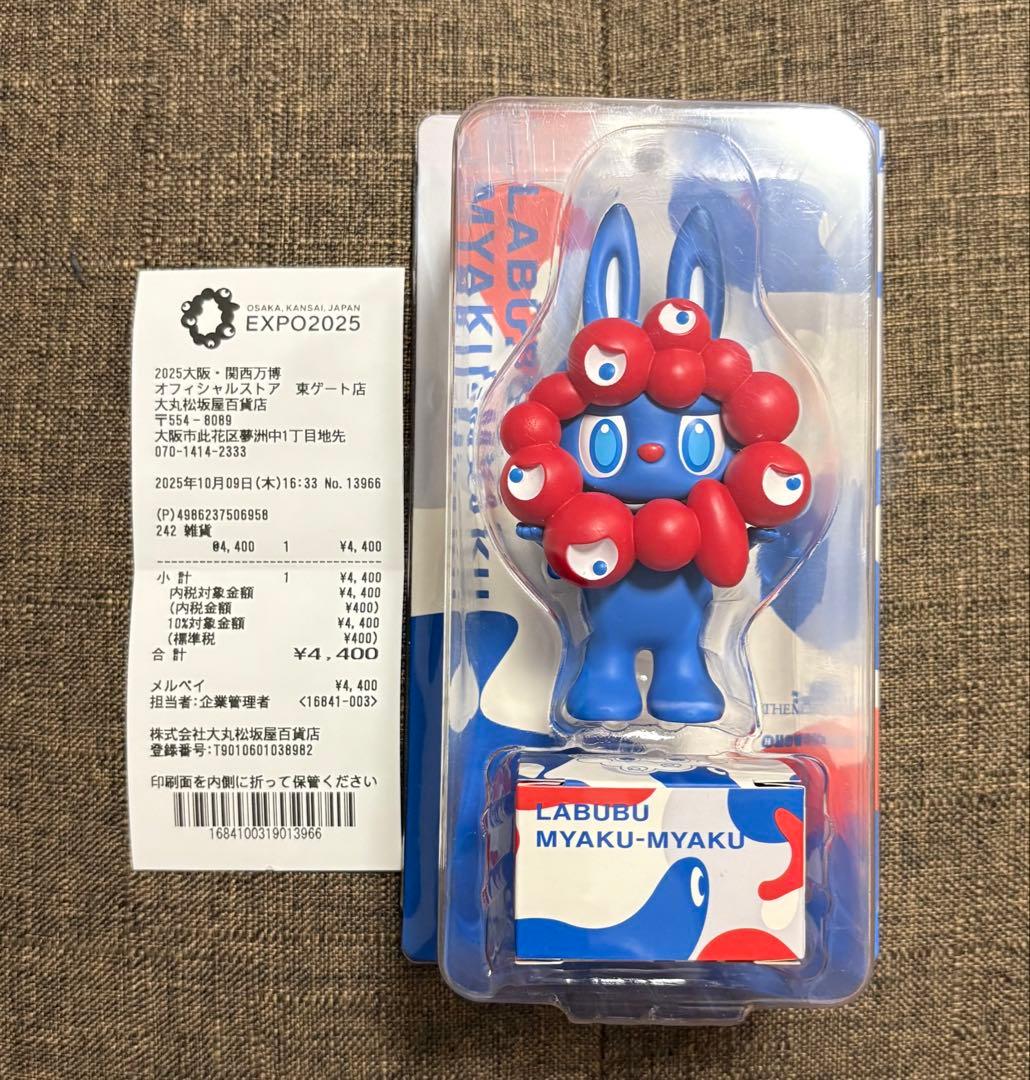 OSAKA, KANSAI, JAPAN
EXPO2025
2025大阪・関西万博
オフィシャルストア 東ゲート店
大丸松坂屋百貨店
〒554-8089
大阪市此花区夢洲中1丁目地先
070-1414-2333
2025年10月09日(木)16:33 No.13966
(P)4986237506958
242 雑貨
@4,400 1 ¥4,400
小計 1 ¥4,400
内税対象金額 ¥4,400
(内税金額 ¥400)
10%対象金額 ¥4,400
(標準税 ¥400)
合計 ¥4,400
メルペイ ¥4,400
担当者:企業管理者 <16841-003>
株式会社大丸松坂屋百貨店
登録番号:T9010601038982
印刷面を内側に折って保管ください
1684100319013966
LABUBU
MYAKU
THE
LABUBU
MYAKU-MYAKU